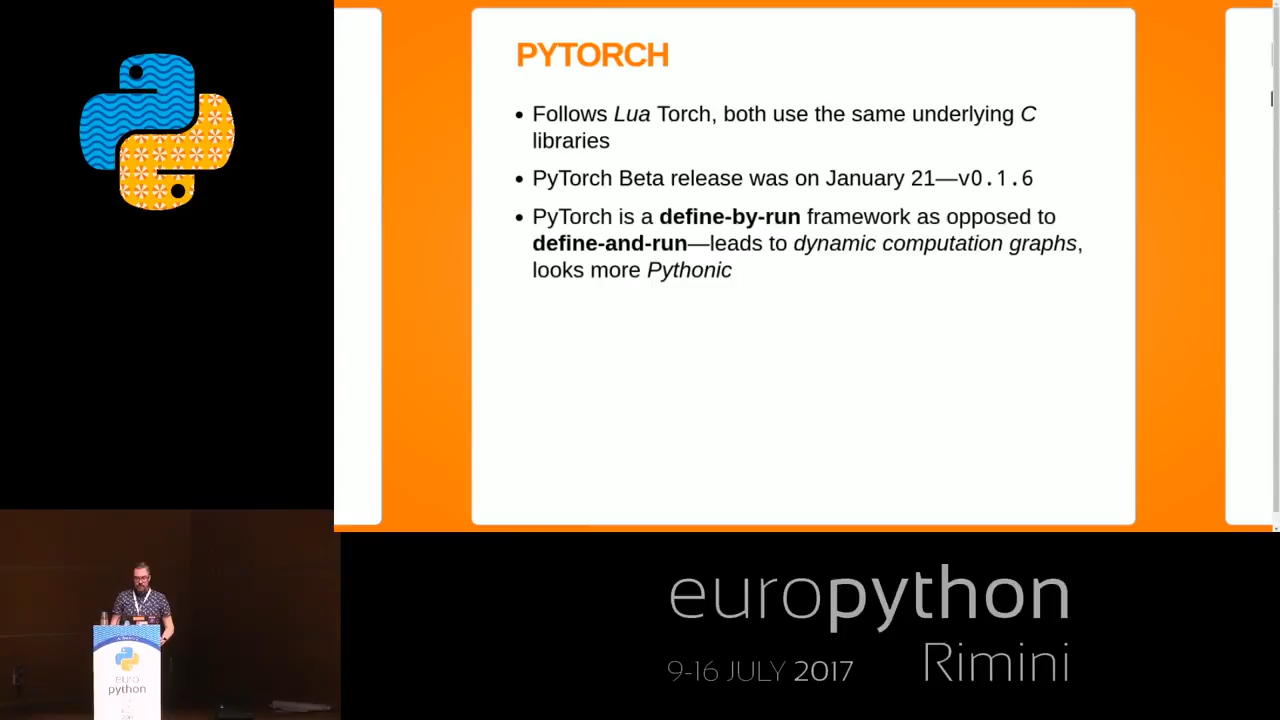 PYTORCH
• Follows Lua Torch, both use the same underlying C
libraries
• PyTorch Beta release was on January 21—v0.1.6
• PyTorch is a define-by-run framework as opposed to
define-and-run—leads to dynamic computation graphs,
looks more Pythonic
euro
python
europython
Rimini
9-16 JULY 2017